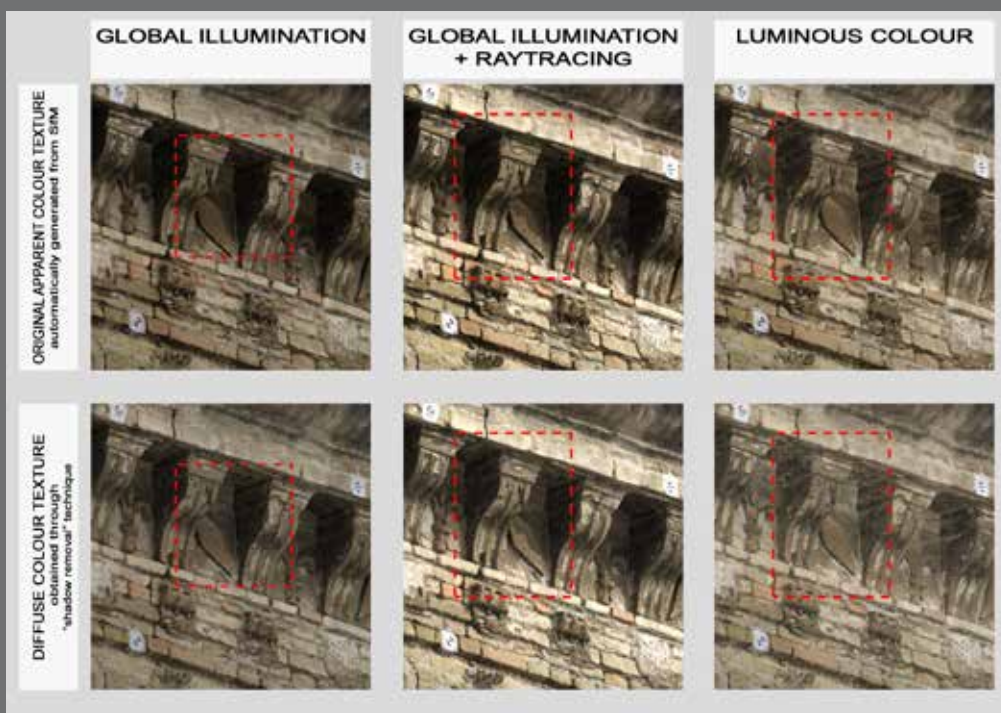 GLOBAL ILLUMINATION
GLOBAL ILLUMINATION
+ RAYTRACING
LUMINOUS COLOUR
ORIGINAL APPARENT COLOUR TEXTURE
automatically generated from SfM
DIFFUSE COLOUR TEXTURE
obtained through
"shadow removal" technique